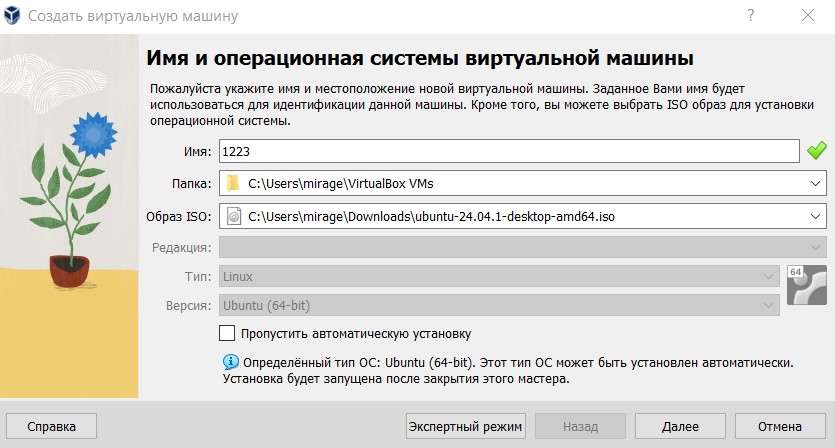 Создать виртуальную машину
?
Имя и операционная системы виртуальной машины
Пожалуйста укажите имя и местоположение новой виртуальной машины. Заданное Вами имя будет
использоваться для идентификации данной машины. Кроме того, вы можете выбрать ISO образ для установки
операционной системы.
Имя: 1223
Папка: C:\Users\mirage\VirtualBox VMs
Образ ISO: C:\Users\mirage\Downloads\ubuntu-24.04.1-desktop-amd64.iso
Редакция:
Тип: Linux 64
Версия: Ubuntu (64-bit)
Пропустить автоматическую установку
Определённый тип ОС: Ubuntu (64-bit). Этот тип ОС может быть установлен автоматически.
Установка будет запущена после закрытия этого мастера.
Справка Экспертный режим Назад Далее Отмена